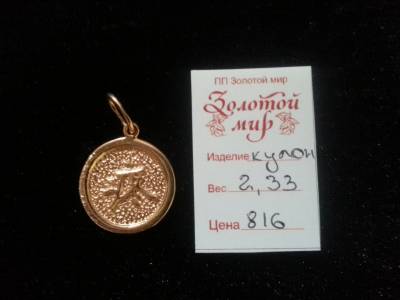 ПП Золотой мир
Золотой
мир
Изделие кулон
Вес 2,33
Цена 816